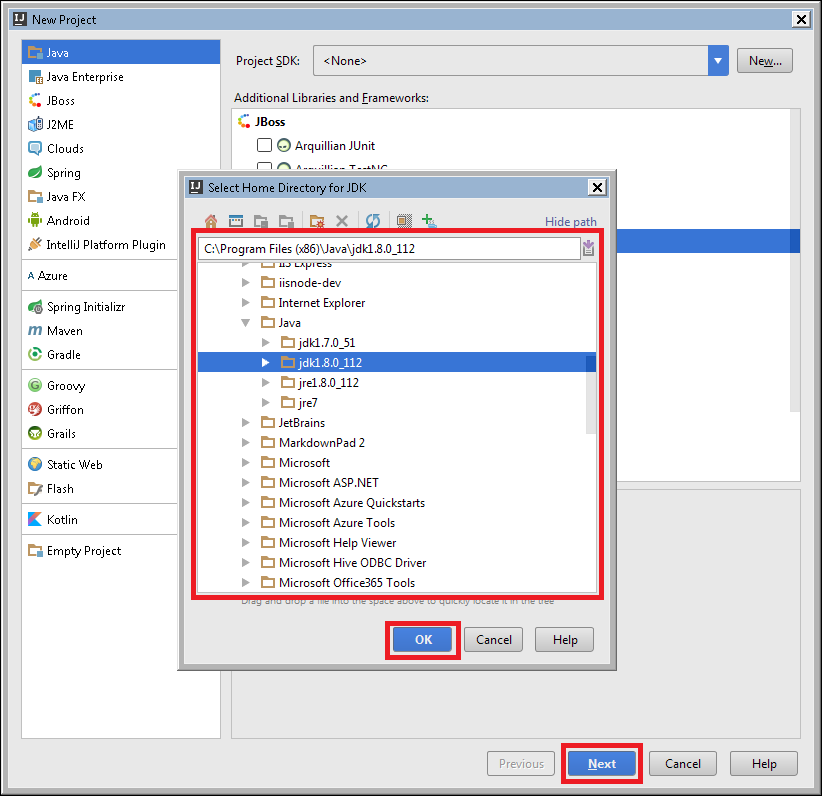 New Project
Java
Java Enterprise
JBoss
J2ME
Clouds
Spring
Java FX
Android
IntelliJ Platform Plugin
Azure
Spring Initializr
Maven
Gradle
Groovy
Griffon
Grails
Static Web
Flash
Kotlin
Empty Project
Project SDK: <None> New...
Additional Libraries and Frameworks:
JBoss
Arquillian JUnit
Arquillian TestNG
Select Home Directory for JDK
Hide path
C:\Program Files (x86)\Java\jdk1.8.0_112
IIS Express
iisnode-dev
Internet Explorer
Java
jdk1.7.0_51
jdk1.8.0_112
jre1.8.0_112
jre7
JetBrains
MarkdownPad 2
Microsoft
Microsoft ASP.NET
Microsoft Azure Quickstarts
Microsoft Azure Tools
Microsoft Help Viewer
Microsoft Hive ODBC Driver
Microsoft Office365 Tools
Drag and drop a file into the space above to quickly locate it in the tree
OK Cancel Help
Previous Next Cancel Help